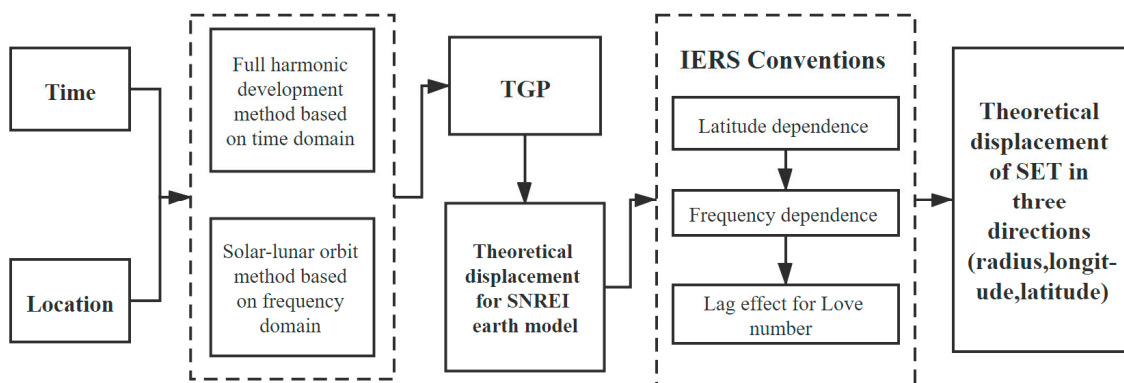 Time
Location
Full harmonic
development
method based
on time domain
Solar-lunar orbit
method based
on frequency
domain
TGP
Theoretical
displacement
for SNREI
earth model
IERS Conventions
Latitude dependence
Frequency dependence
Lag effect for Love
number
Theoretical
displacement
of SET in
three
directions
(radius,longit-
ude,latitude)